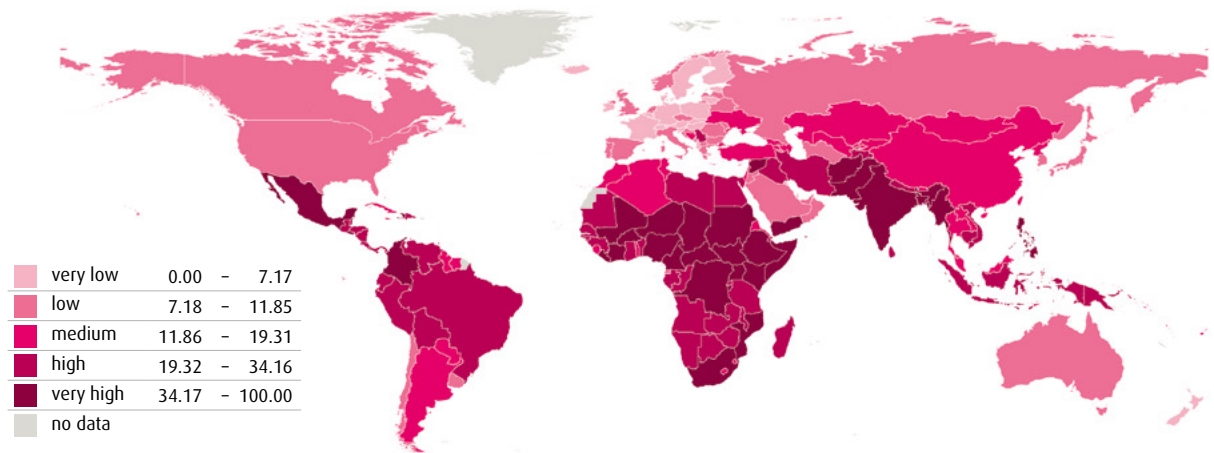 very low 0.00 – 7.17
low 7.18 – 11.85
medium 11.86 – 19.31
high 19.32 – 34.16
very high 34.17 – 100.00
no data